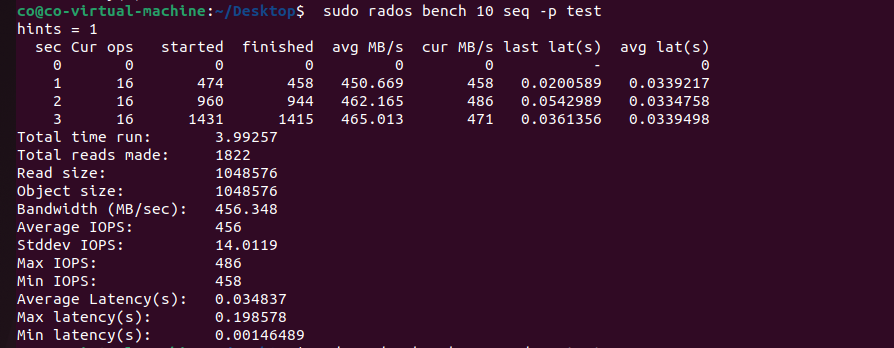 co@co-virtual-machine:~/Desktop$ sudo rados bench 10 seq -p test
hints = 1
sec Cur ops started finished avg MB/s cur MB/s last lat(s) avg lat(s)
0 0 0 0 0 0 - 0
1 16 474 458 450.669 458 0.0200589 0.0339217
2 16 960 944 462.165 486 0.0542989 0.0334758
3 16 1431 1415 465.013 471 0.0361356 0.0339498
Total time run: 3.99257
Total reads made: 1822
Read size: 1048576
Object size: 1048576
Bandwidth (MB/sec): 456.348
Average IOPS: 456
Stddev IOPS: 14.0119
Max IOPS: 486
Min IOPS: 458
Average Latency(s): 0.034837
Max latency(s): 0.198578
Min latency(s): 0.00146489